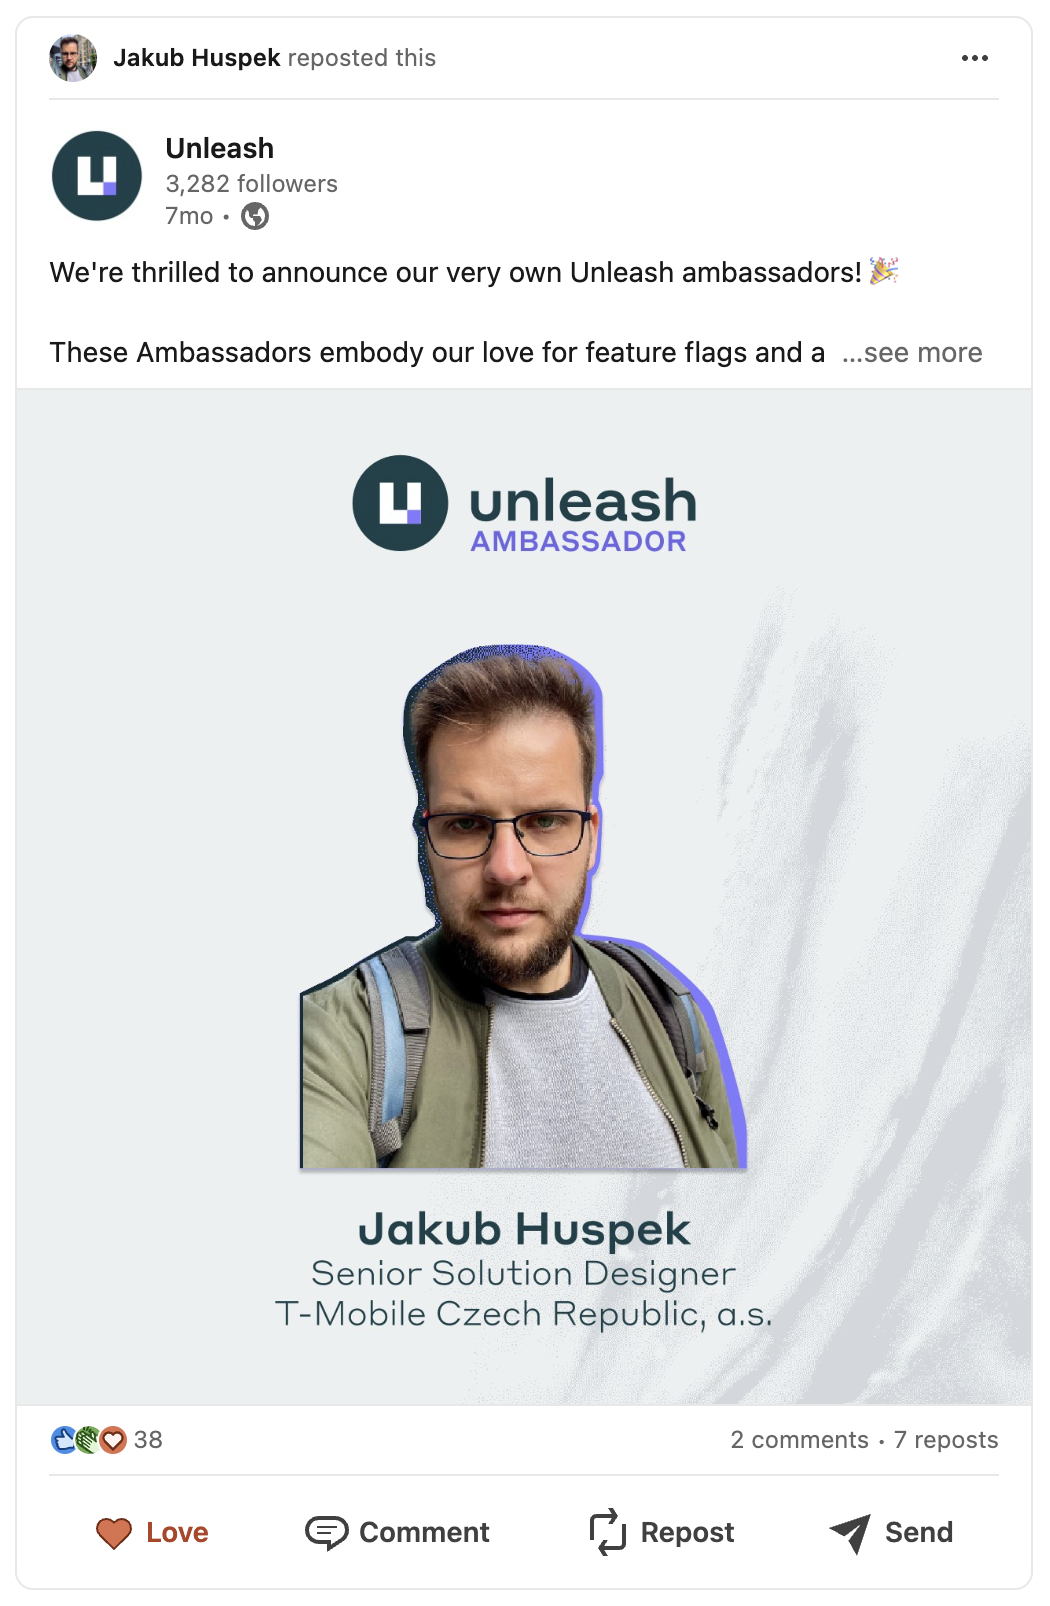 Jakub Huspek reposted this
Unleash
3,282 followers
7mo •
We're thrilled to announce our very own Unleash ambassadors! 🎉
These Ambassadors embody our love for feature flags and a ...see more
unleash
AMBASSADOR
Jakub Huspek
Senior Solution Designer
T-Mobile Czech Republic, a.s.
38
2 comments • 7 reposts
Love
Comment
Repost
Send